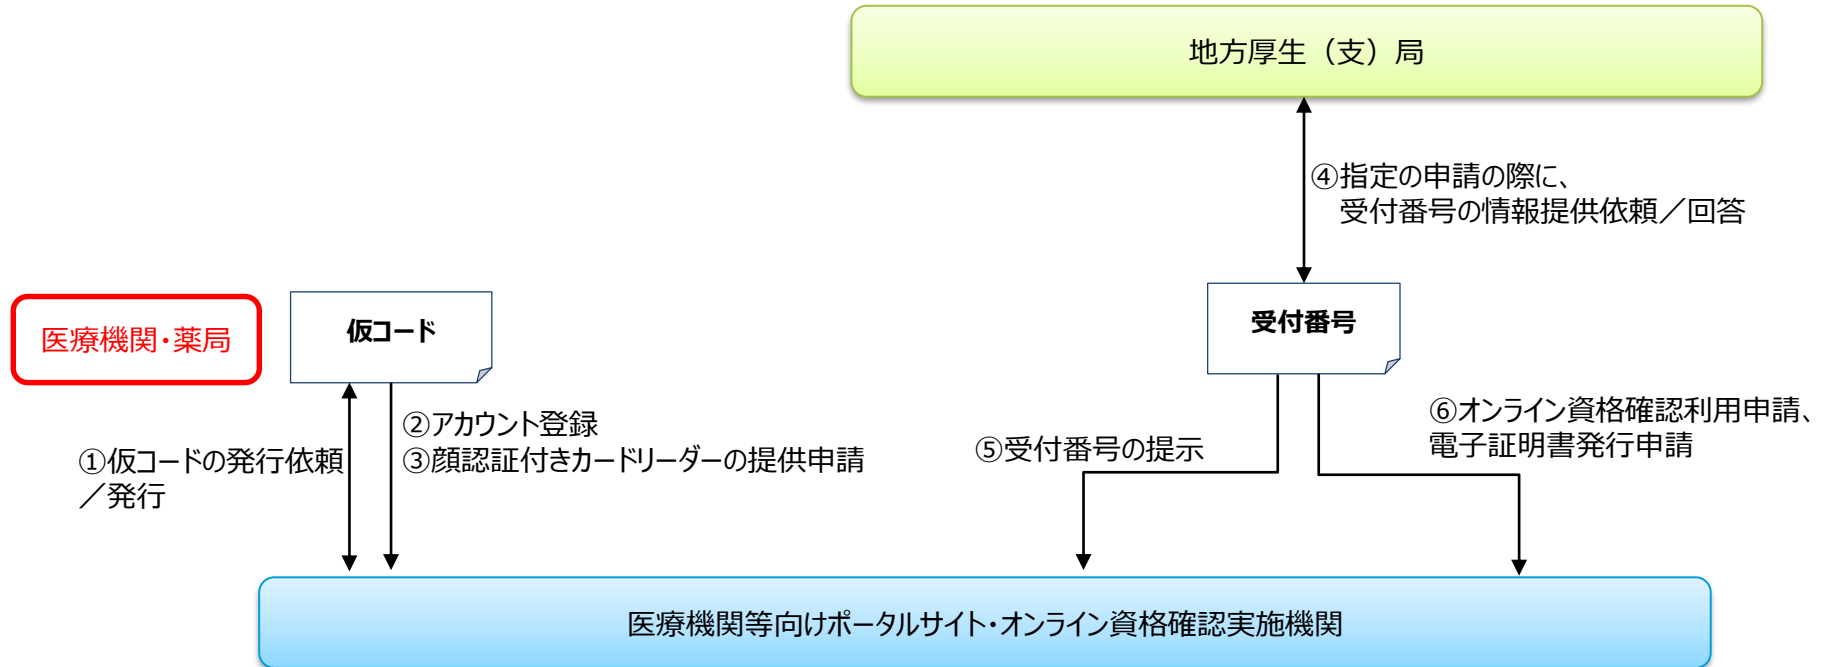 地方厚生（支）局
④指定の申請の際に、
受付番号の情報提供依頼／回答
医療機関・薬局
仮コード
受付番号
①仮コードの発行依頼
／発行
②アカウント登録
③顔認証付きカードリーダーの提供申請
⑤受付番号の提示
⑥オンライン資格確認利用申請、
電子証明書発行申請
医療機関等向けポータルサイト・オンライン資格確認実施機関